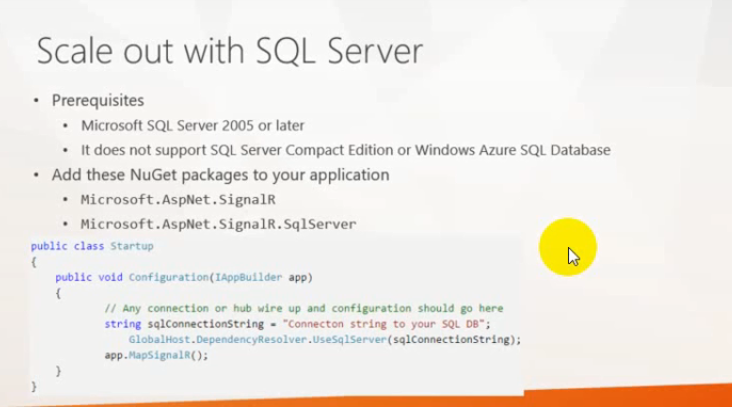 Scale out with SQL Server
• Prerequisites
• Microsoft SQL Server 2005 or later
• It does not support SQL Server Compact Edition or Windows Azure SQL Database
• Add these NuGet packages to your application
• Microsoft.AspNet.SignalR
• Microsoft.AspNet.SignalR.SqlServer
public class Startup
{
    public void Configuration(IAppBuilder app)
    {
        // Any connection or hub wire up and configuration should go here
        string sqlConnectionString = "Connecton string to your SQL DB";
            GlobalHost.DependencyResolver.UseSqlServer(sqlConnectionString);
        app.MapSignalR();
    }
}